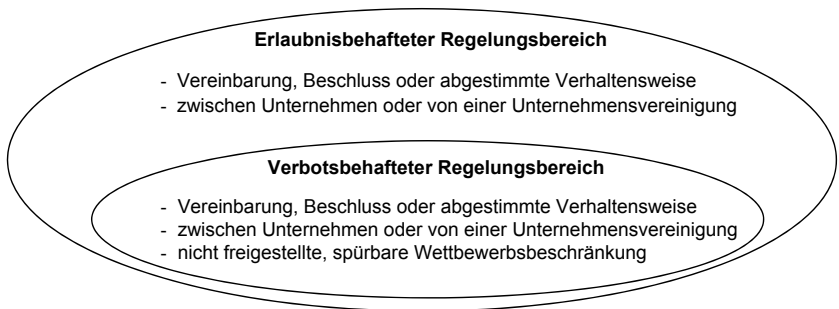 Erlaubnisbehafteter Regelungsbereich
- Vereinbarung, Beschluss oder abgestimmte Verhaltensweise
- zwischen Unternehmen oder von einer Unternehmensvereinigung
Verbotsbehafteter Regelungsbereich
- Vereinbarung, Beschluss oder abgestimmte Verhaltensweise
- zwischen Unternehmen oder von einer Unternehmensvereinigung
- nicht freigestellte, spürbare Wettbewerbsbeschränkung